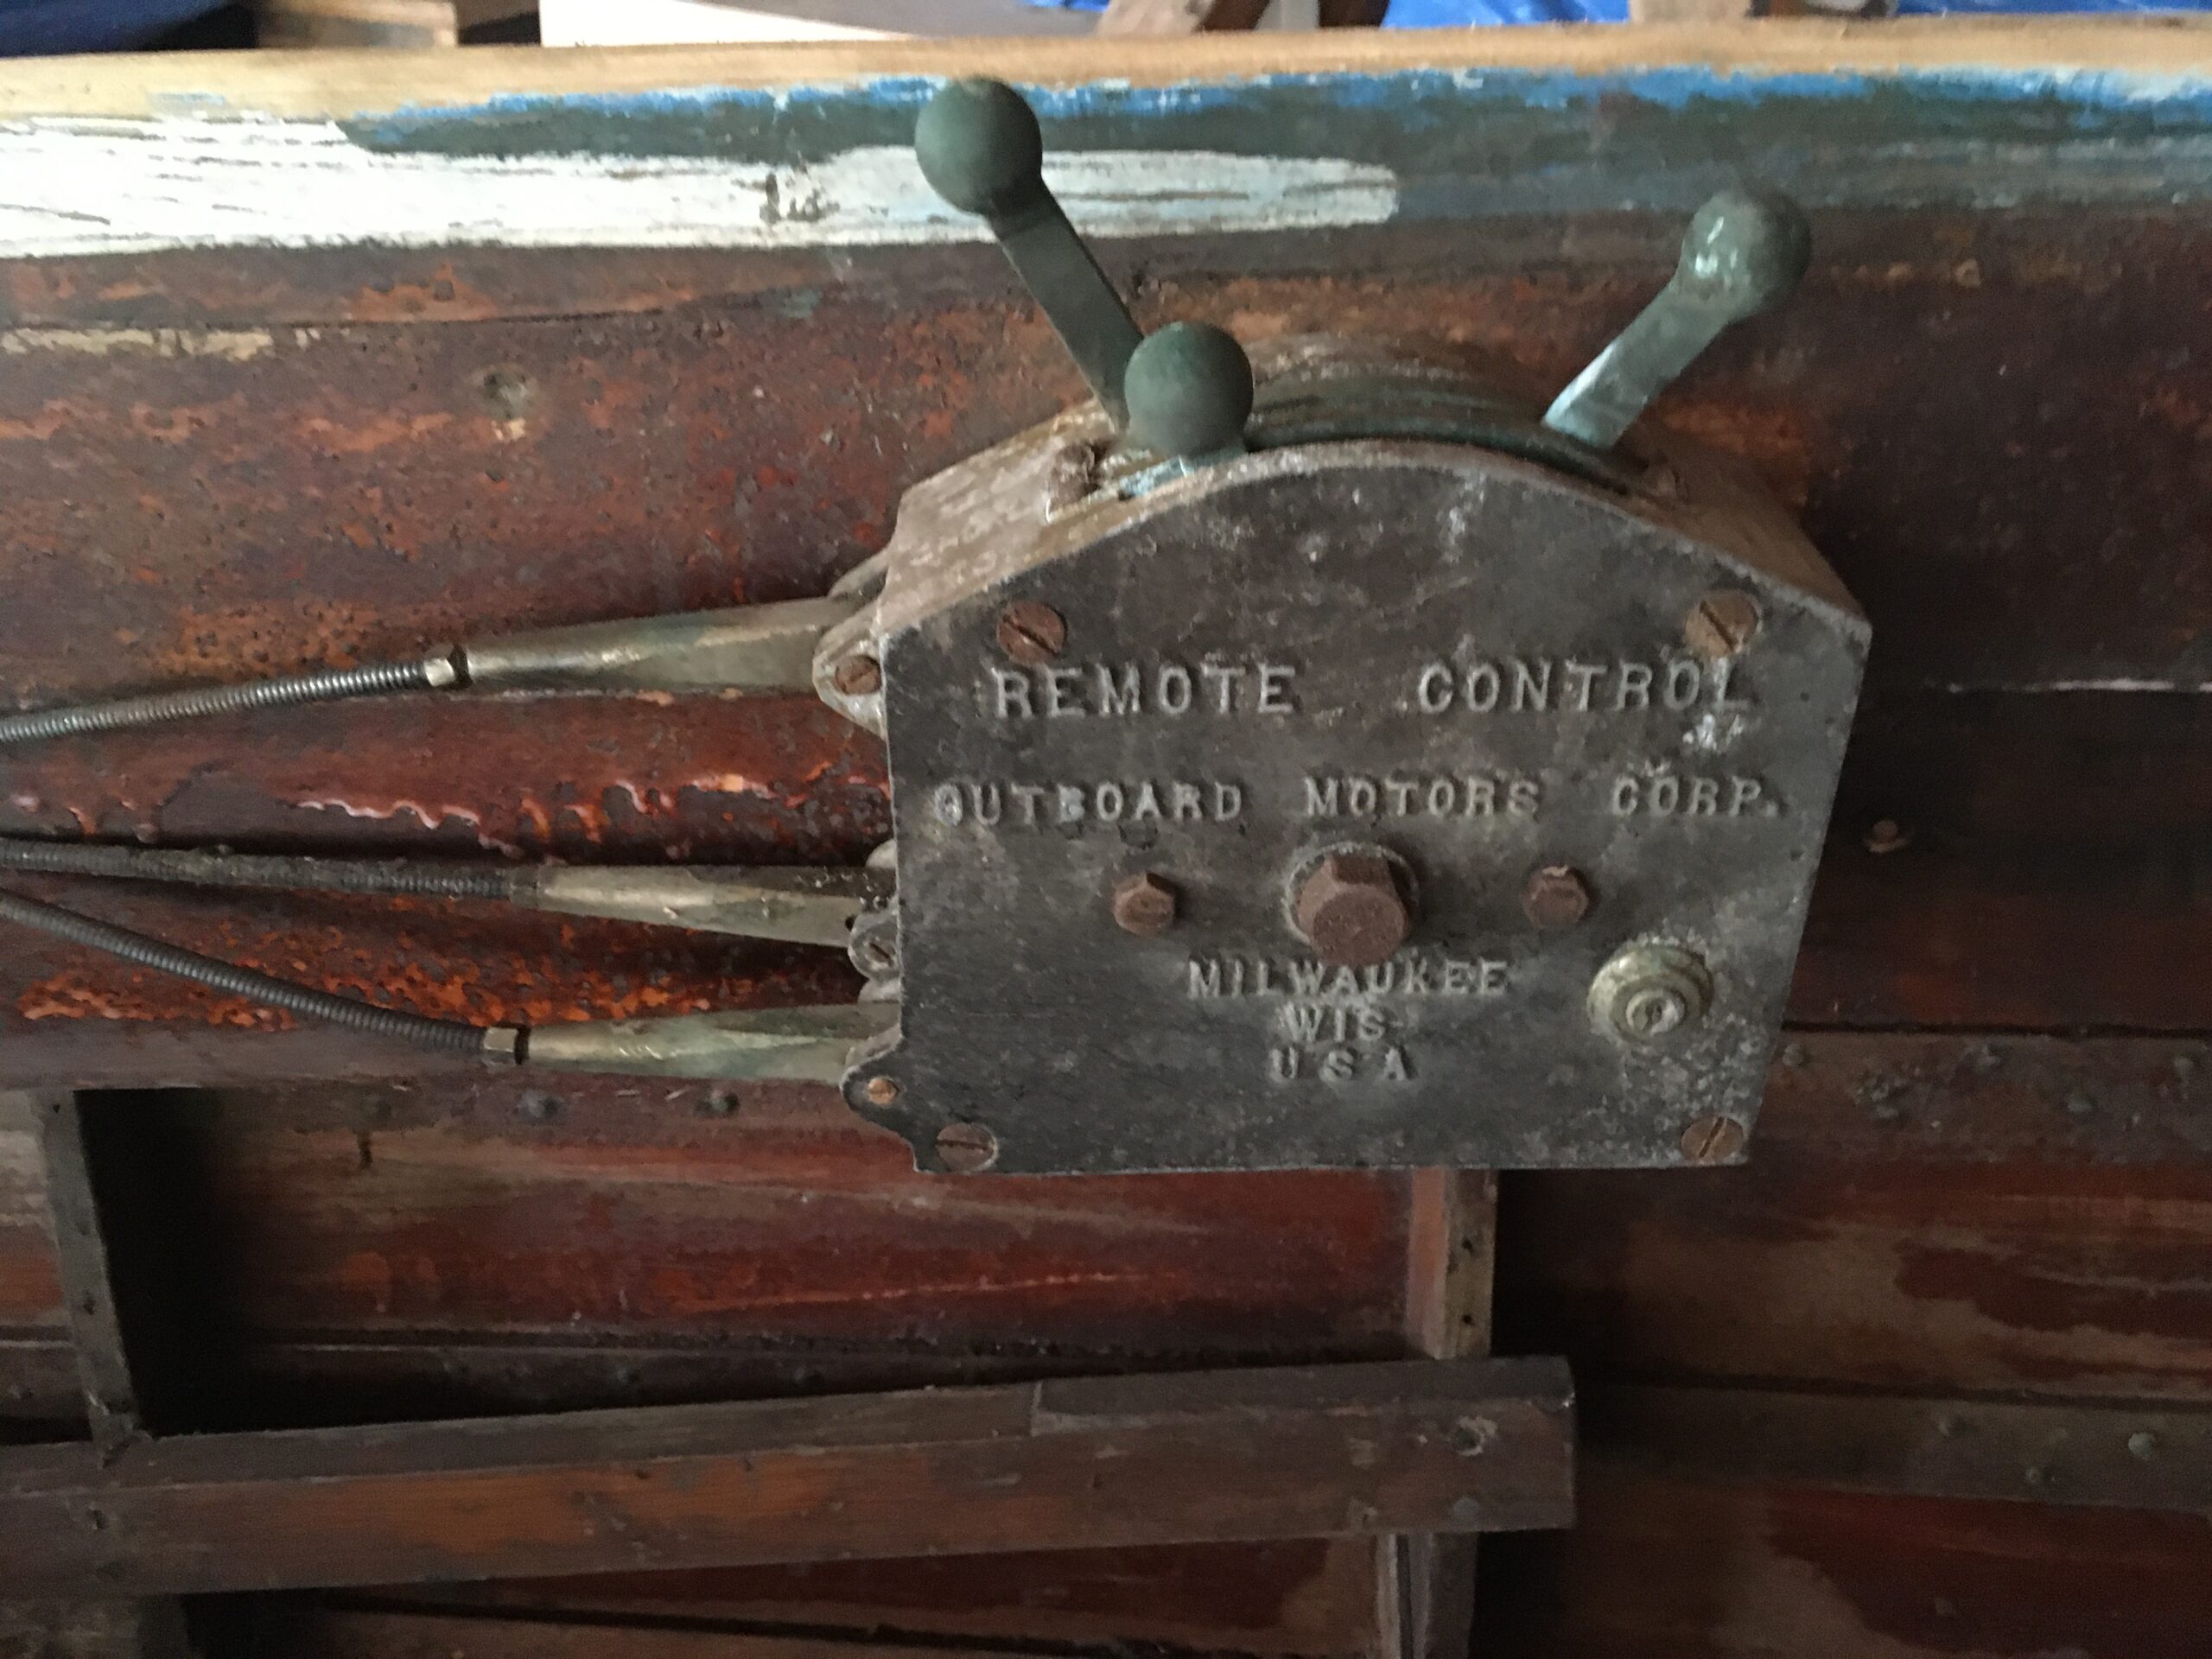 REMOTE CONTROL
OUTBOARD MOTORS CORP.
MILWAUKEE
WIS
USA